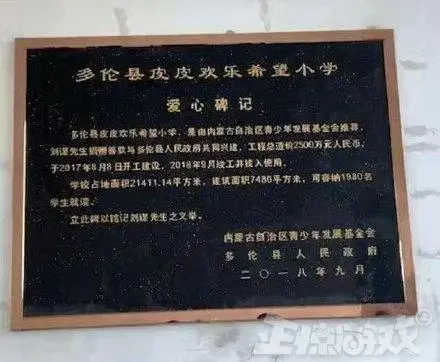 多伦县皮皮欢乐希望小学
爱心碑记
多伦县皮皮欢乐希望小学,是由内蒙古自治区青少年发展基金会推荐,
刘谋先生捐赠善款与多伦县人民政府共同兴建,工程总造价2500万元人民币;
于2017年8月8日开工建设,2018年9月竣工并投入使用。
学校占地面积21411.14平方米,建筑面积7480平方米,可容纳1980名
学生就读。
立此碑以铭记刘谋先生之义举。
内蒙古自治区青少年发展基金会
多伦县人民政府
二〇一八年九月
正惊游戏